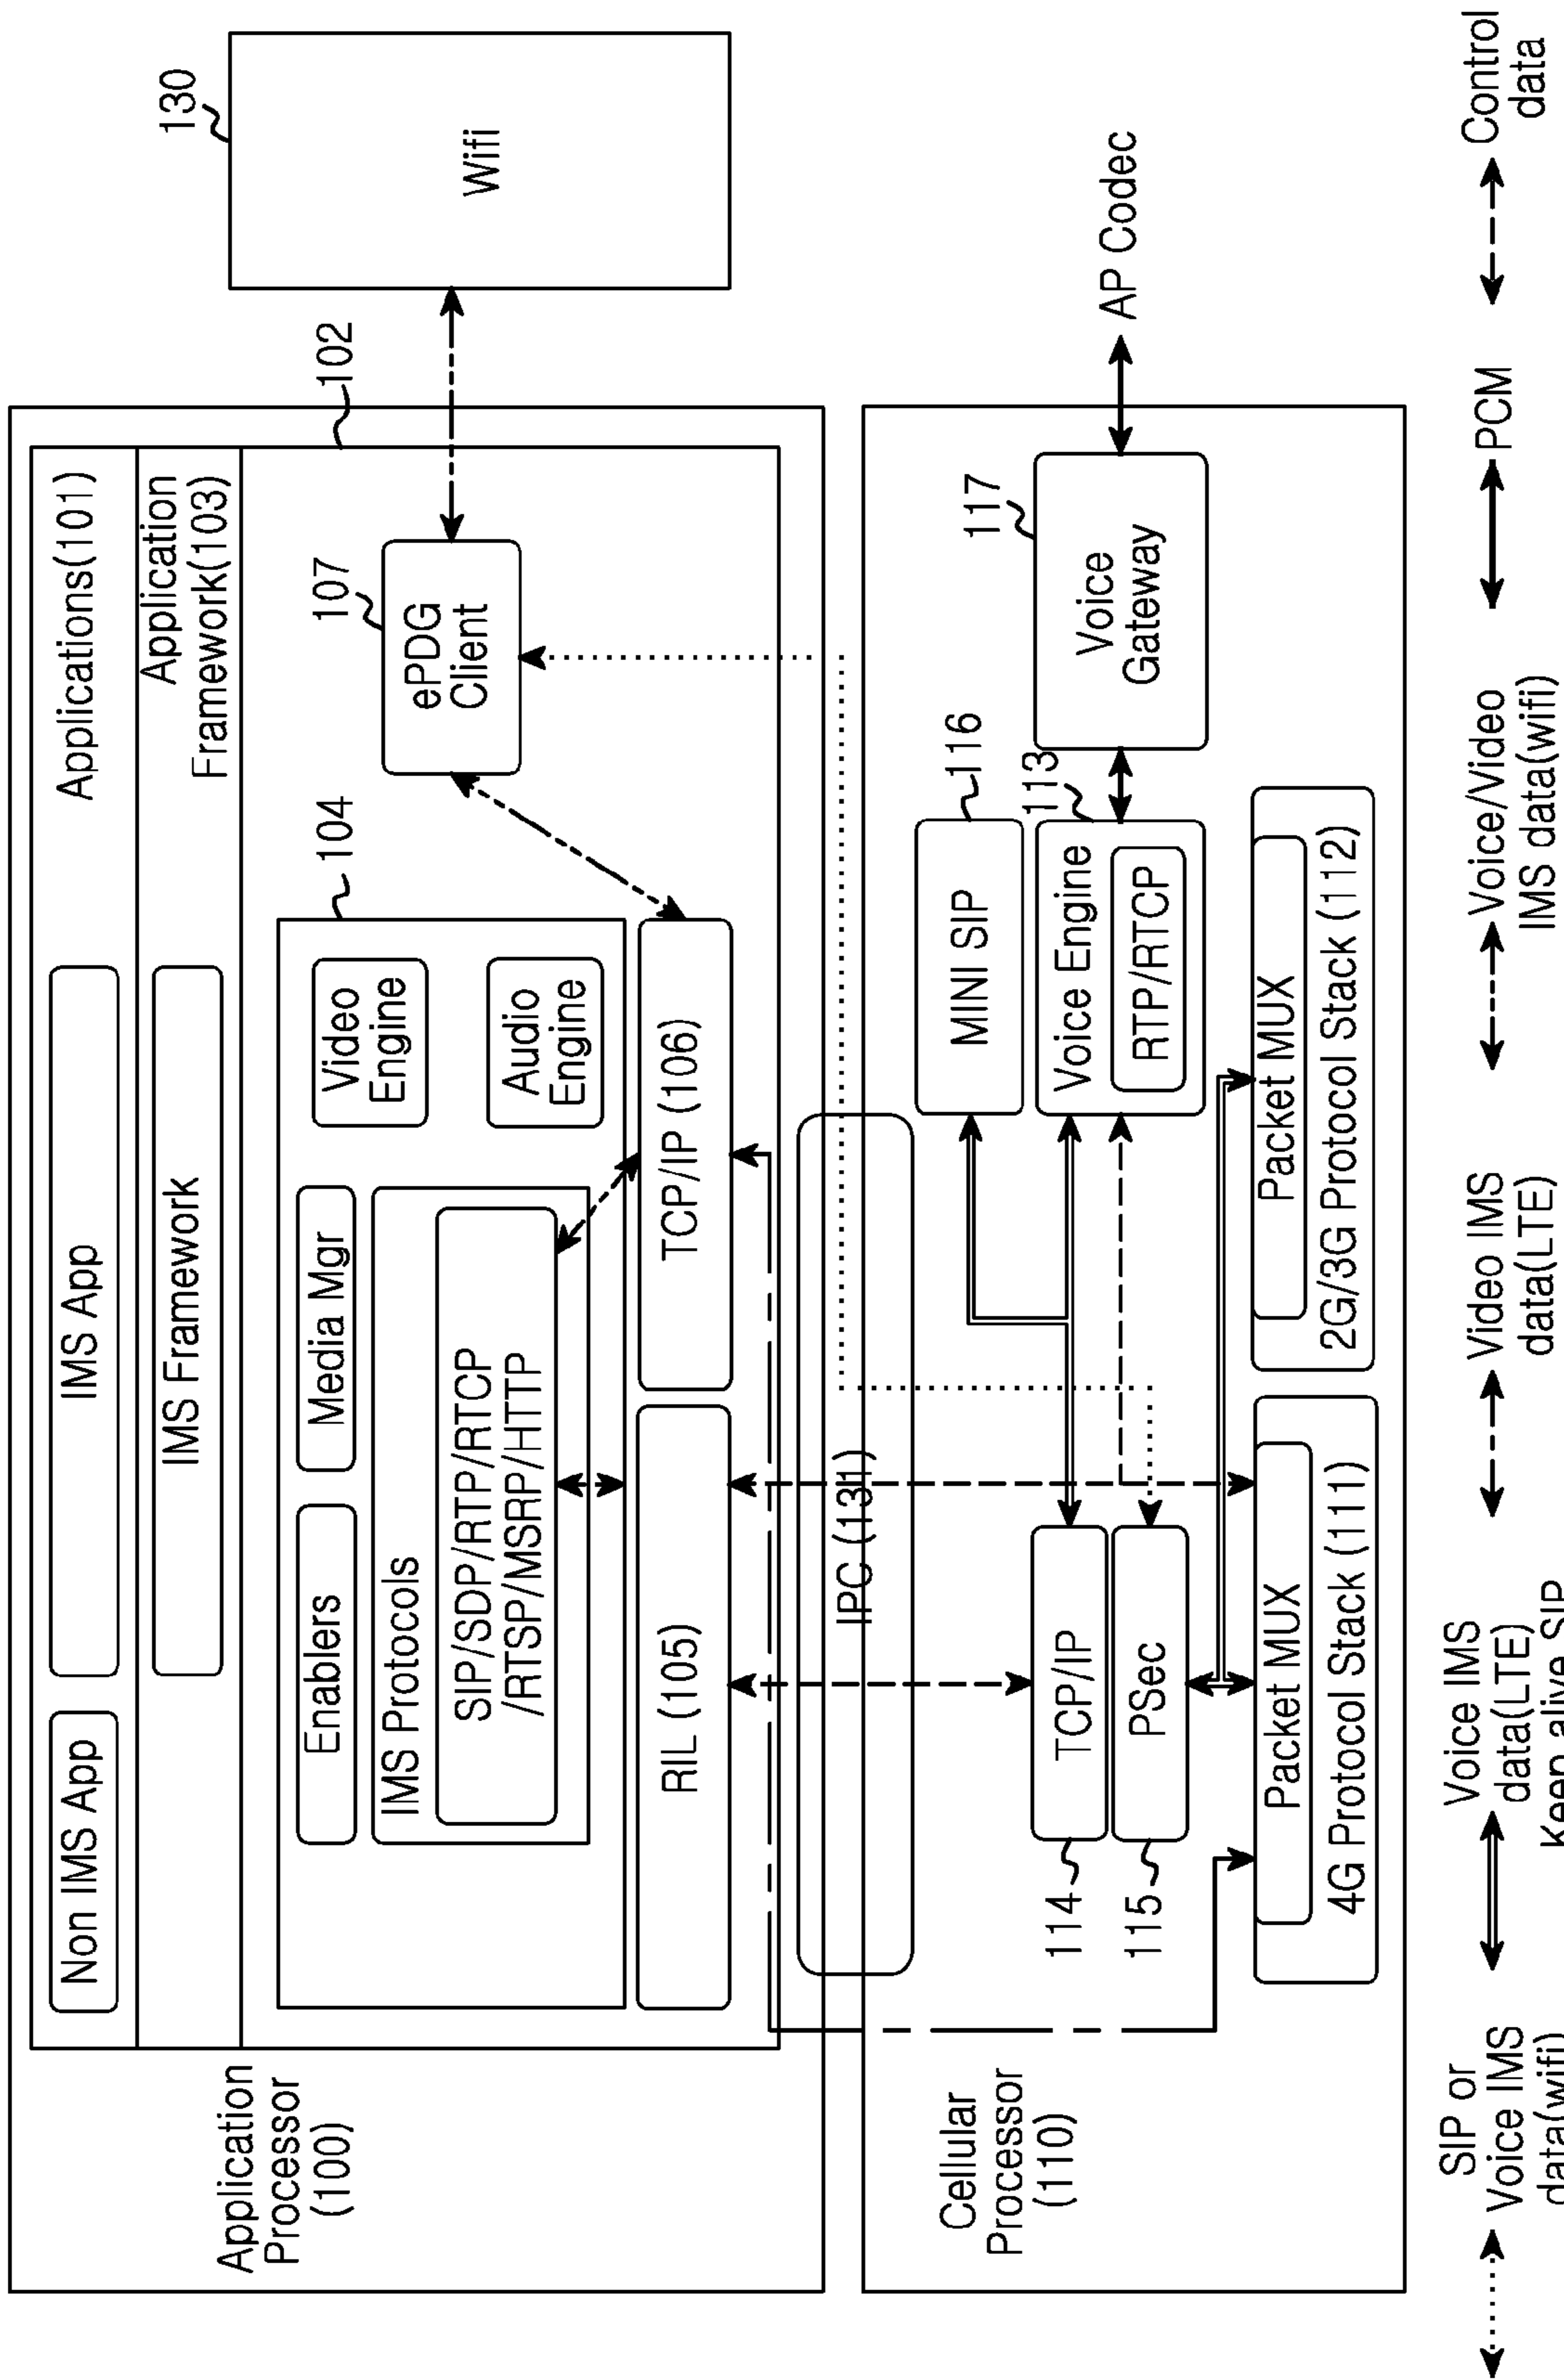 Application
Processor
(100)
Non IMS App
IMS App
Applications(101)
IMS Framework
Application
Framework(103)
102
104
Enablers
Media Mgr
Video
Engine
IMS Protocols
SIP/SDP/RTP/RTCP
/RTSP/MSRP/HTTP
Audio
Engine
107
ePDG
Client
130
Wifi
RIL (105)
TCP/IP (106)
IPC (131)
Cellular
Processor
(110)
114
TCP/IP
115
PSec
MINI SIP
116
Voice Engine
113
RTP/RTCP
117
Voice
Gateway
AP Codec
Packet MUX
4G Protocol Stack (111)
Packet MUX
2G/3G Protocol Stack (112)
SIP or
Voice IMS
data(wifi)
Voice IMS
data(LTE)
Keep alive SIP
Video IMS
data(LTE)
Voice/Video
IMS data(wifi)
PCM
Control
data